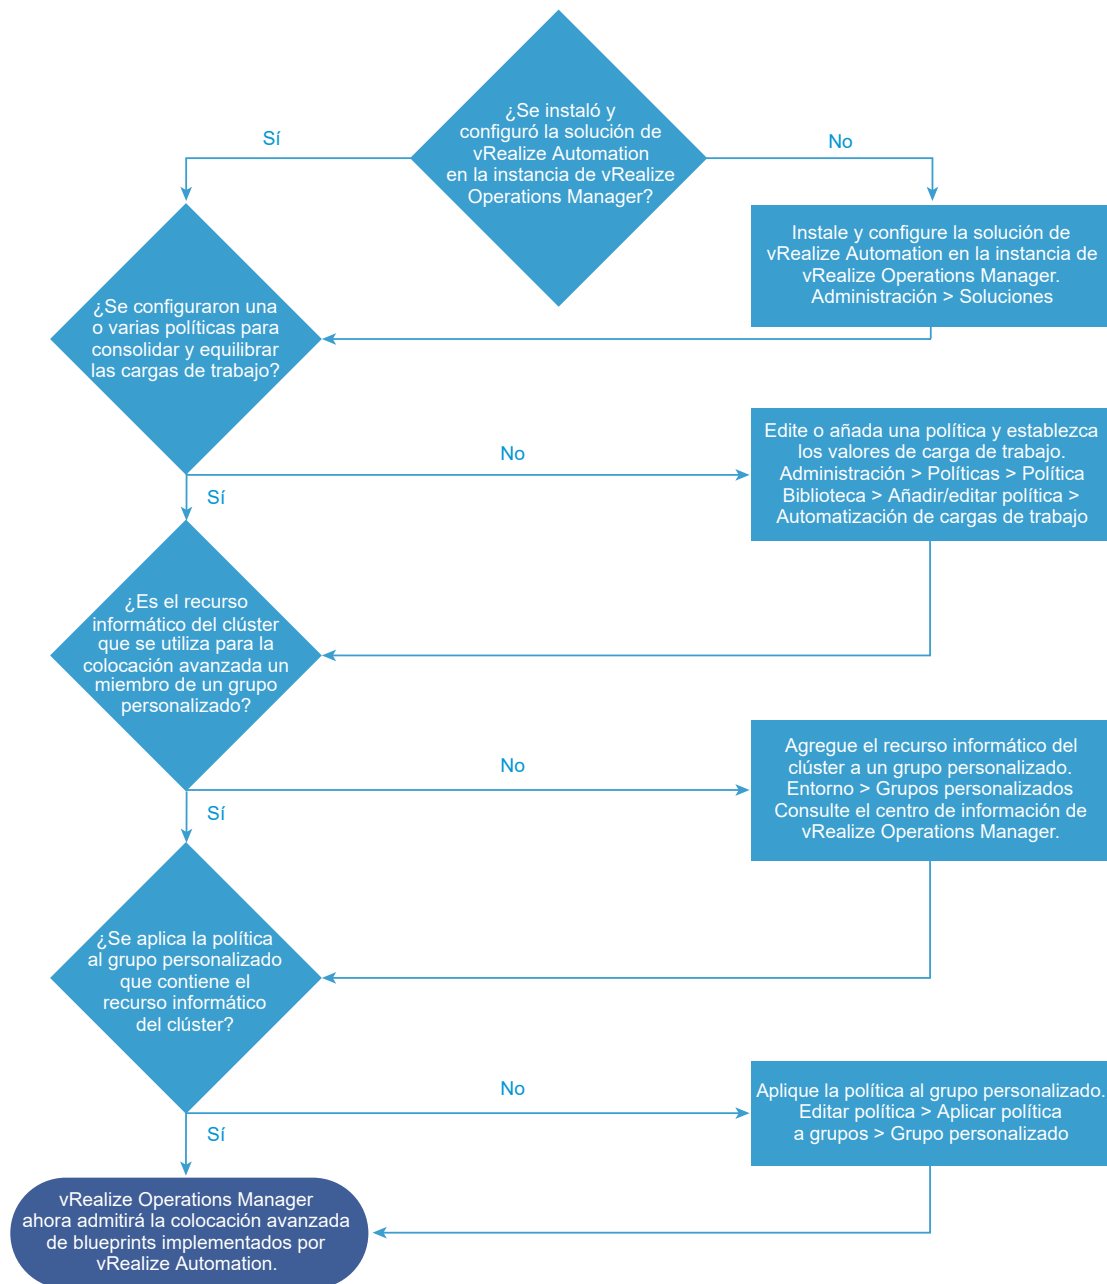 ¿Se instaló y
configuró la solución de
vRealize Automation
en la instancia de vRealize
Operations Manager?
Sí
No
Instale y configure la solución de
vRealize Automation en la instancia de
vRealize Operations Manager.
Administración > Soluciones
¿Se configuraron una
o varias políticas para
consolidar y equilibrar
las cargas de trabajo?
No
Sí
Edite o añada una política y establezca
los valores de carga de trabajo.
Administración > Políticas > Política
Biblioteca > Añadir/editar política >
Automatización de cargas de trabajo
¿Es el recurso
informático del clúster
que se utiliza para la
colocación avanzada un
miembro de un grupo
personalizado?
No
Sí
Agregue el recurso informático del
clúster a un grupo personalizado.
Entorno > Grupos personalizados
Consulte el centro de información de
vRealize Operations Manager.
¿Se aplica la política
al grupo personalizado
que contiene el
recurso informático
del clúster?
No
Sí
Aplique la política al grupo personalizado.
Editar política > Aplicar política
a grupos > Grupo personalizado
vRealize Operations Manager
ahora admitirá la colocación avanzada
de blueprints implementados por
vRealize Automation.